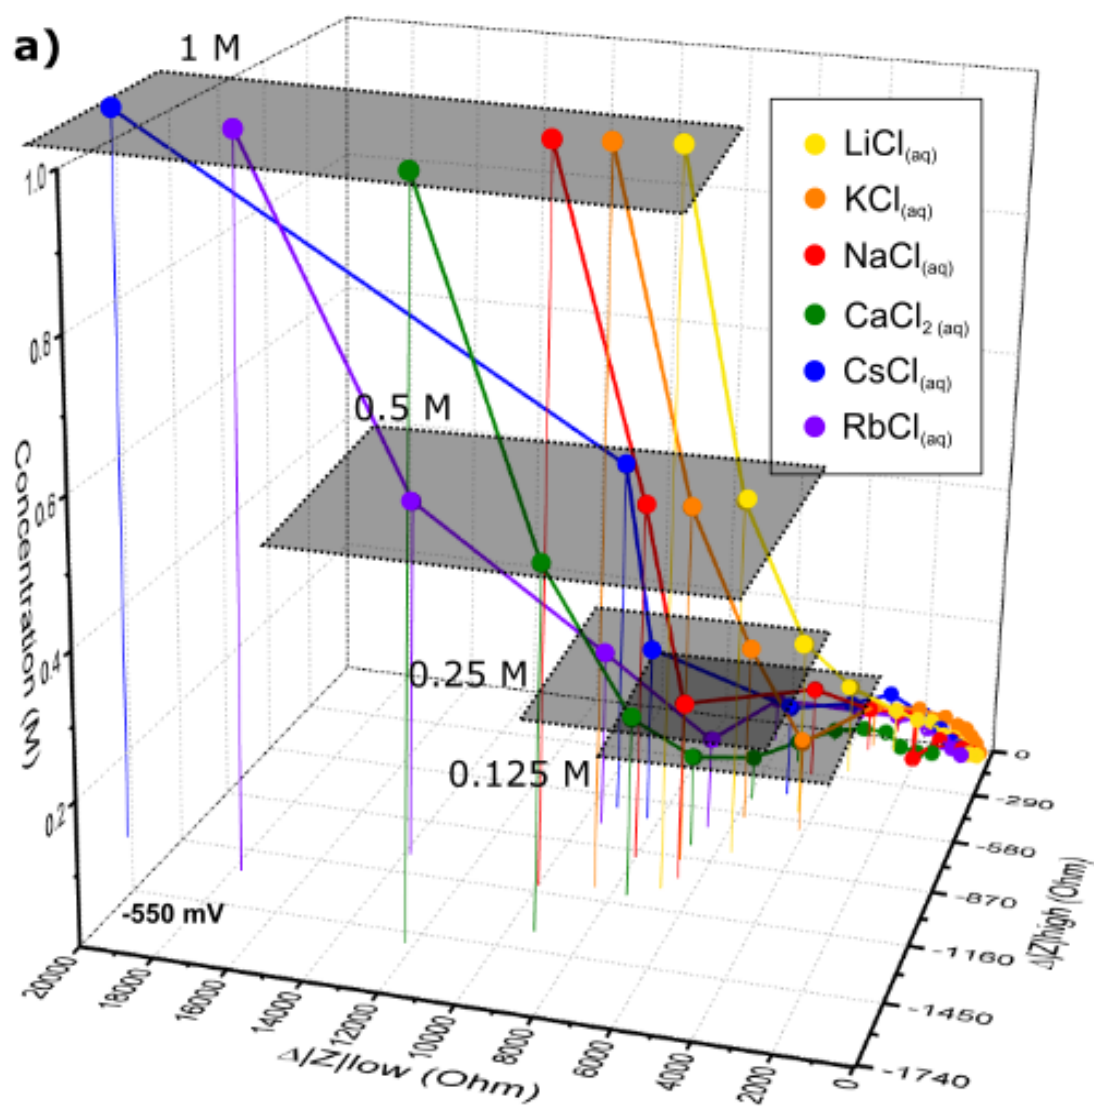 a)
1 M
LiCl(aq)
KCl(aq)
NaCl(aq)
CaCl2 (aq)
CsCl(aq)
RbCl(aq)
0.5 M
0.25 M
0.125 M
-550 mV
Concentration (M)
1.0
0.8
0.6
0.4
0.2
20000
18000
16000
14000
12000
10000
8000
6000
4000
2000
0
Δ|Z|low (Ohm)
0
-290
-580
-870
-1160
-1450
-1740
Δ|Z|high (Ohm)